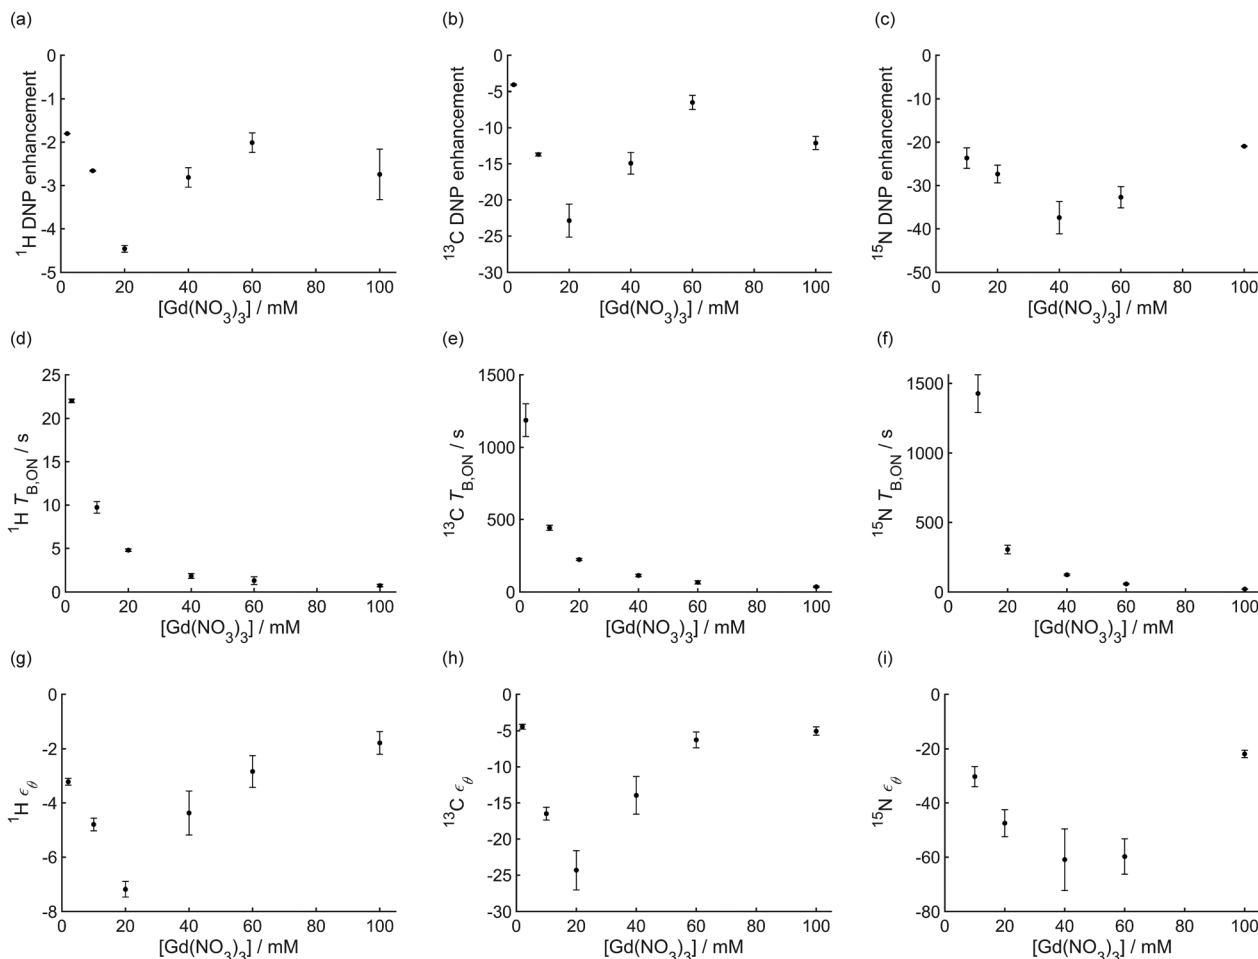 (a)
(b)
(c)
0
-1
-2
-3
-4
-5
¹H DNP enhancement
0 20 40 60 80 100
[Gd(NO₃)₃] / mM
0
-5
-10
-15
-20
-25
-30
¹³C DNP enhancement
0 20 40 60 80 100
[Gd(NO₃)₃] / mM
0
-10
-20
-30
-40
-50
¹⁵N DNP enhancement
0 20 40 60 80 100
[Gd(NO₃)₃] / mM
(d)
(e)
(f)
25
20
15
10
5
0
¹H T_B,ON / s
0 20 40 60 80 100
[Gd(NO₃)₃] / mM
1500
1000
500
0
¹³C T_B,ON / s
0 20 40 60 80 100
[Gd(NO₃)₃] / mM
1500
1000
500
0
¹⁵N T_B,ON / s
0 20 40 60 80 100
[Gd(NO₃)₃] / mM
(g)
(h)
(i)
0
-2
-4
-6
-8
¹H ϵ_θ
0 20 40 60 80 100
[Gd(NO₃)₃] / mM
0
-5
-10
-15
-20
-25
-30
¹³C ϵ_θ
0 20 40 60 80 100
[Gd(NO₃)₃] / mM
0
-20
-40
-60
-80
¹⁵N ϵ_θ
0 20 40 60 80 100
[Gd(NO₃)₃] / mM